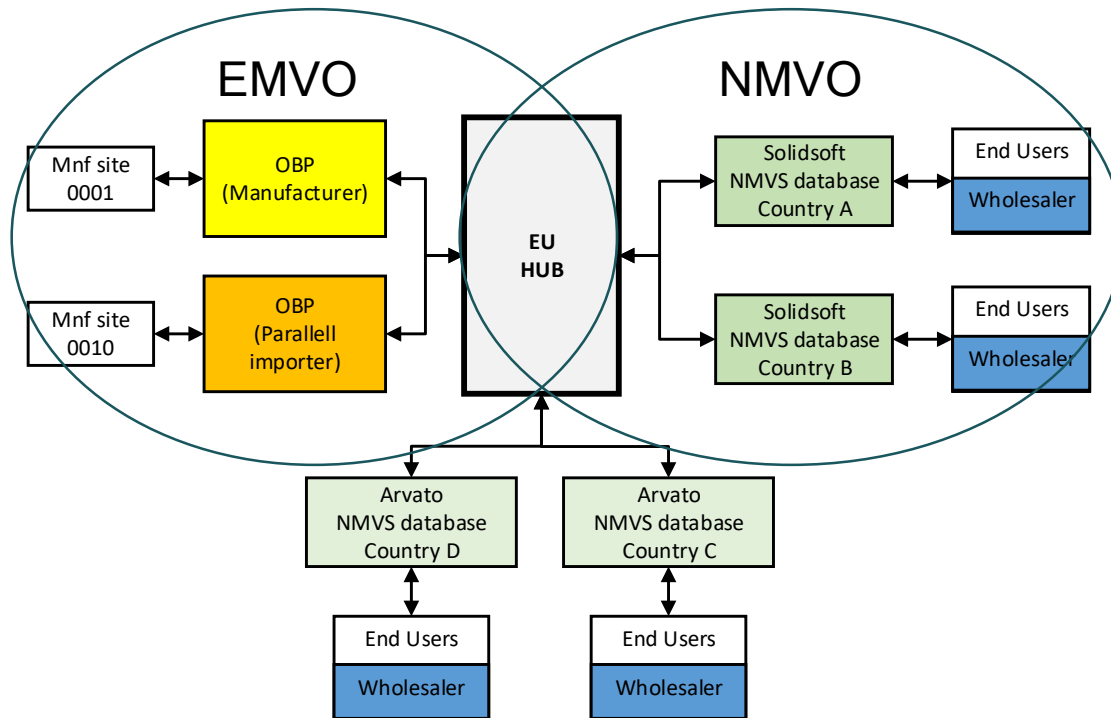 EMVO
NMVO
Mnf site
0001
OBP
(Manufacturer)
Solidsoft
NMVS database
Country A
End Users
Wholesaler
EU
HUB
Mnf site
0010
OBP
(Parallell
importer)
Solidsoft
NMVS database
Country B
End Users
Wholesaler
Arvato
NMVS database
Country D
Arvato
NMVS database
Country C
End Users
Wholesaler
End Users
Wholesaler